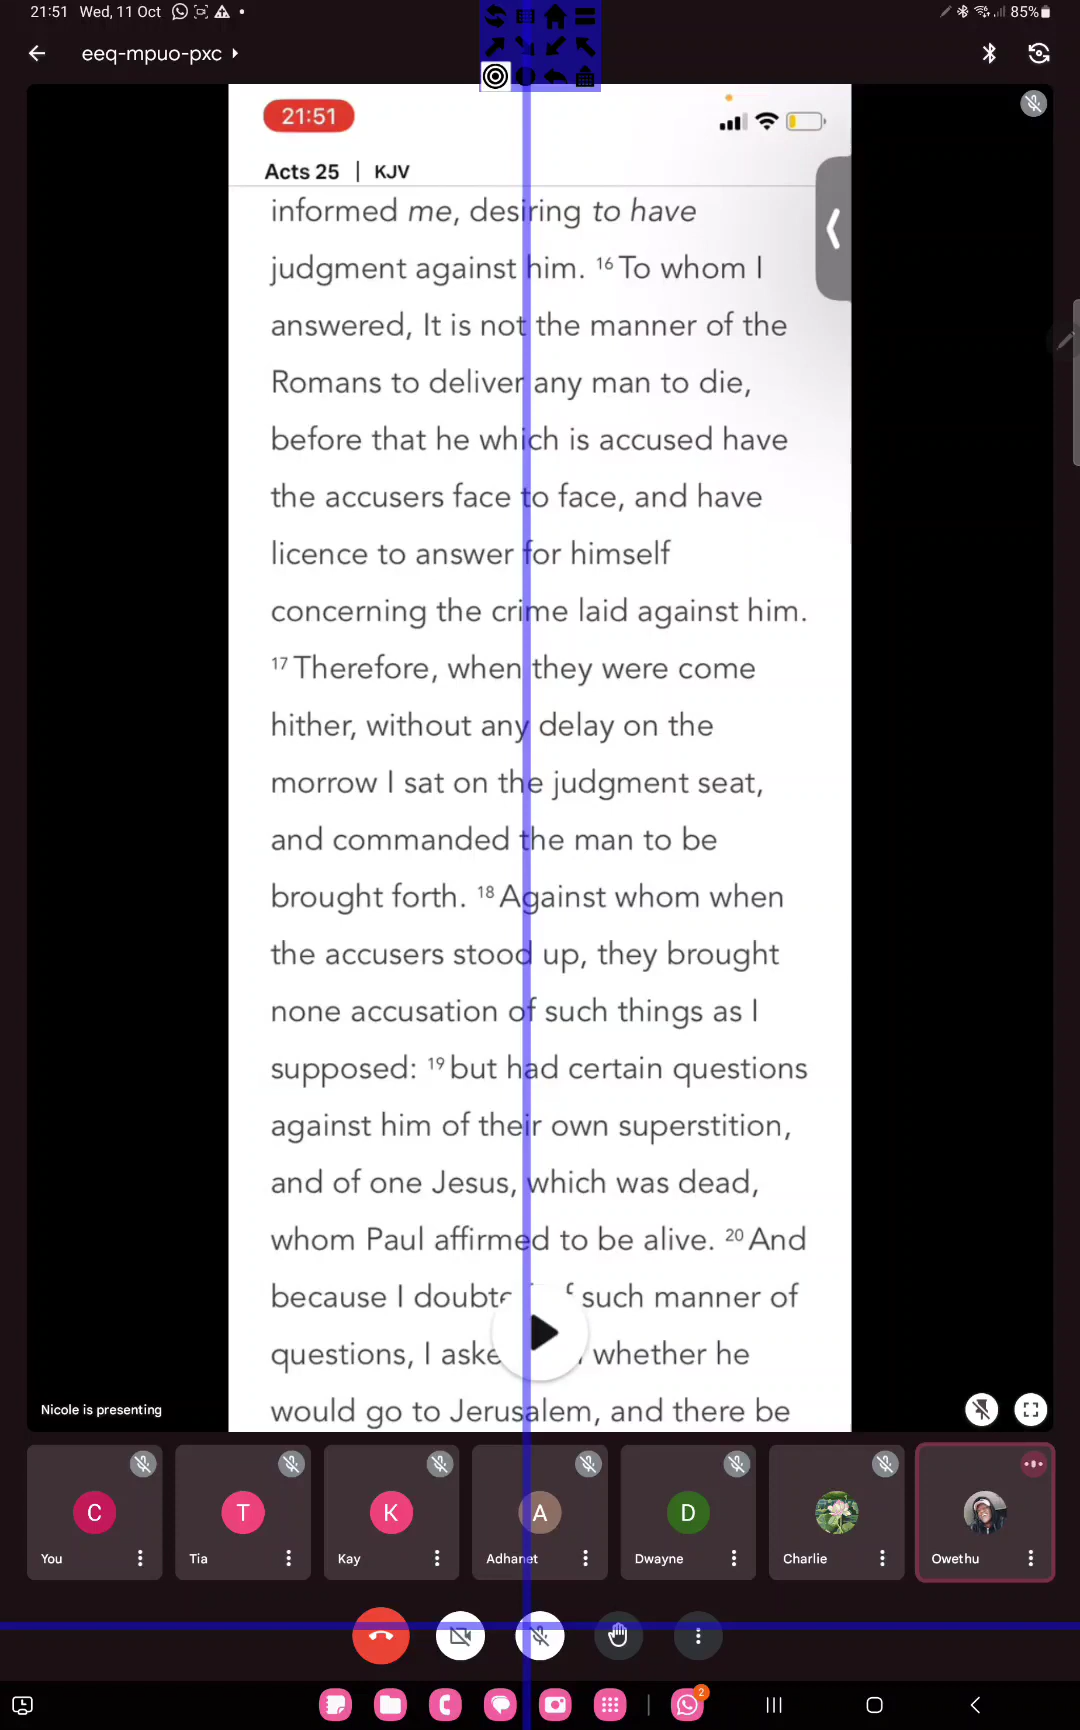 21:51 Wed, 11 Oct
85%
eeq-mpuo-pxc
21:51
Acts 25 | KJV
informed me, desiring to have
judgment against him. 16 To whom I
answered, It is not the manner of the
Romans to deliver any man to die,
before that he which is accused have
the accusers face to face, and have
licence to answer for himself
concerning the crime laid against him.
17 Therefore, when they were come
hither, without any delay on the
morrow I sat on the judgment seat,
and commanded the man to be
brought forth. 18 Against whom when
the accusers stood up, they brought
none accusation of such things as I
supposed: 19 but had certain questions
against him of their own superstition,
and of one Jesus, which was dead,
whom Paul affirmed to be alive. 20 And
because I such manner of
questions, I whether he
would go to Jerusalem, and there be
Nicole is presenting
C T K A D
You Tia Kay Adhanet Dwayne Charlie Owethu
2